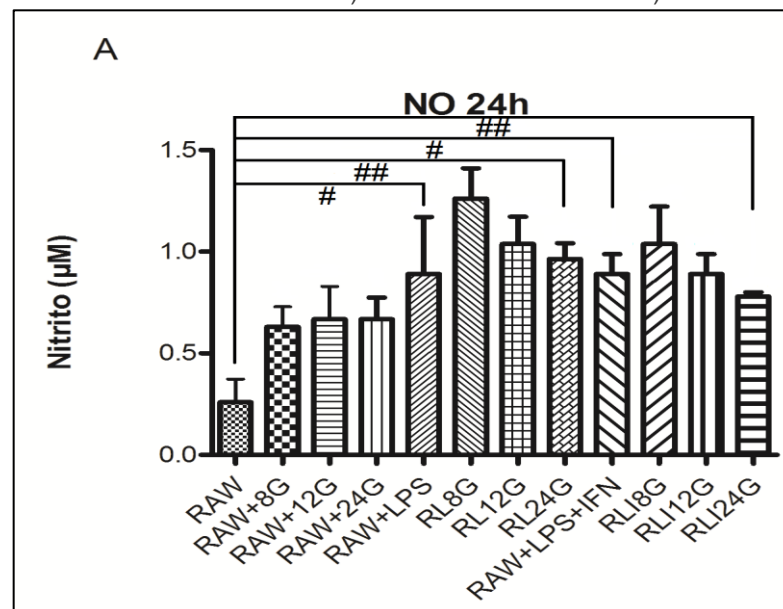 A
NO 24h
##
#
##
#
Nitrito (µM)
1.5
1.0
0.5
0.0
RAW
RAW+8G
RAW+12G
RAW+24G
RAW+LPS
RL8G
RL12G
RL24G
RAW+LPS+IFN
RLI8G
RLI12G
RLI24G